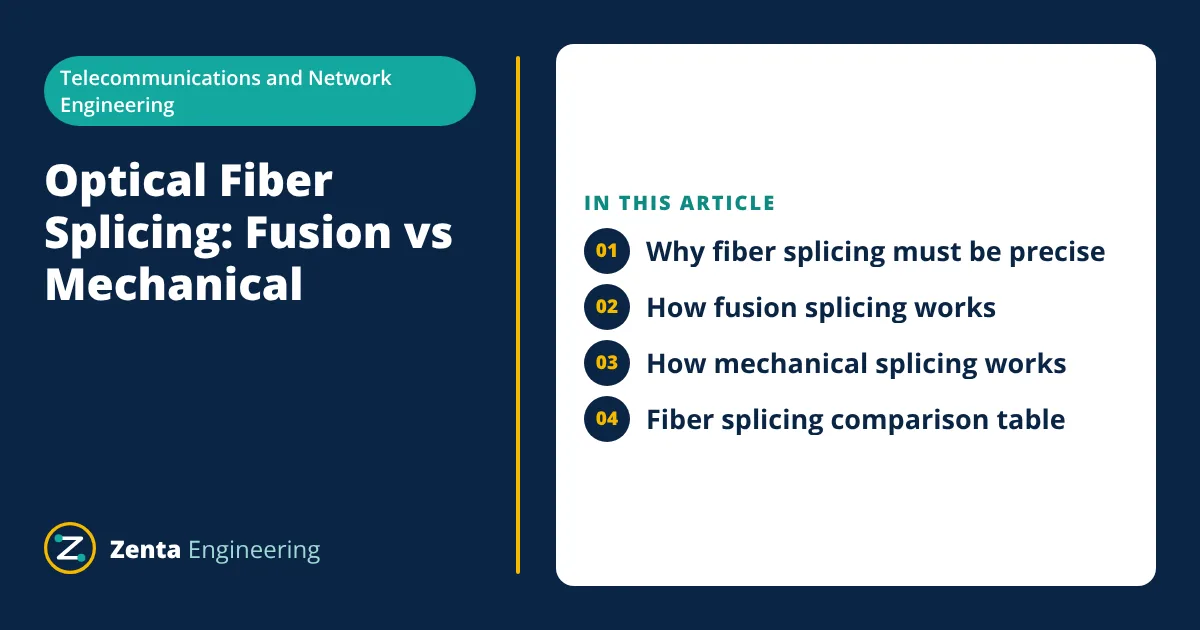 Telecommunications and Network
Engineering
Optical Fiber
Splicing: Fusion vs
Mechanical
Zenta Engineering
IN THIS ARTICLE
01 Why fiber splicing must be precise
02 How fusion splicing works
03 How mechanical splicing works
04 Fiber splicing comparison table